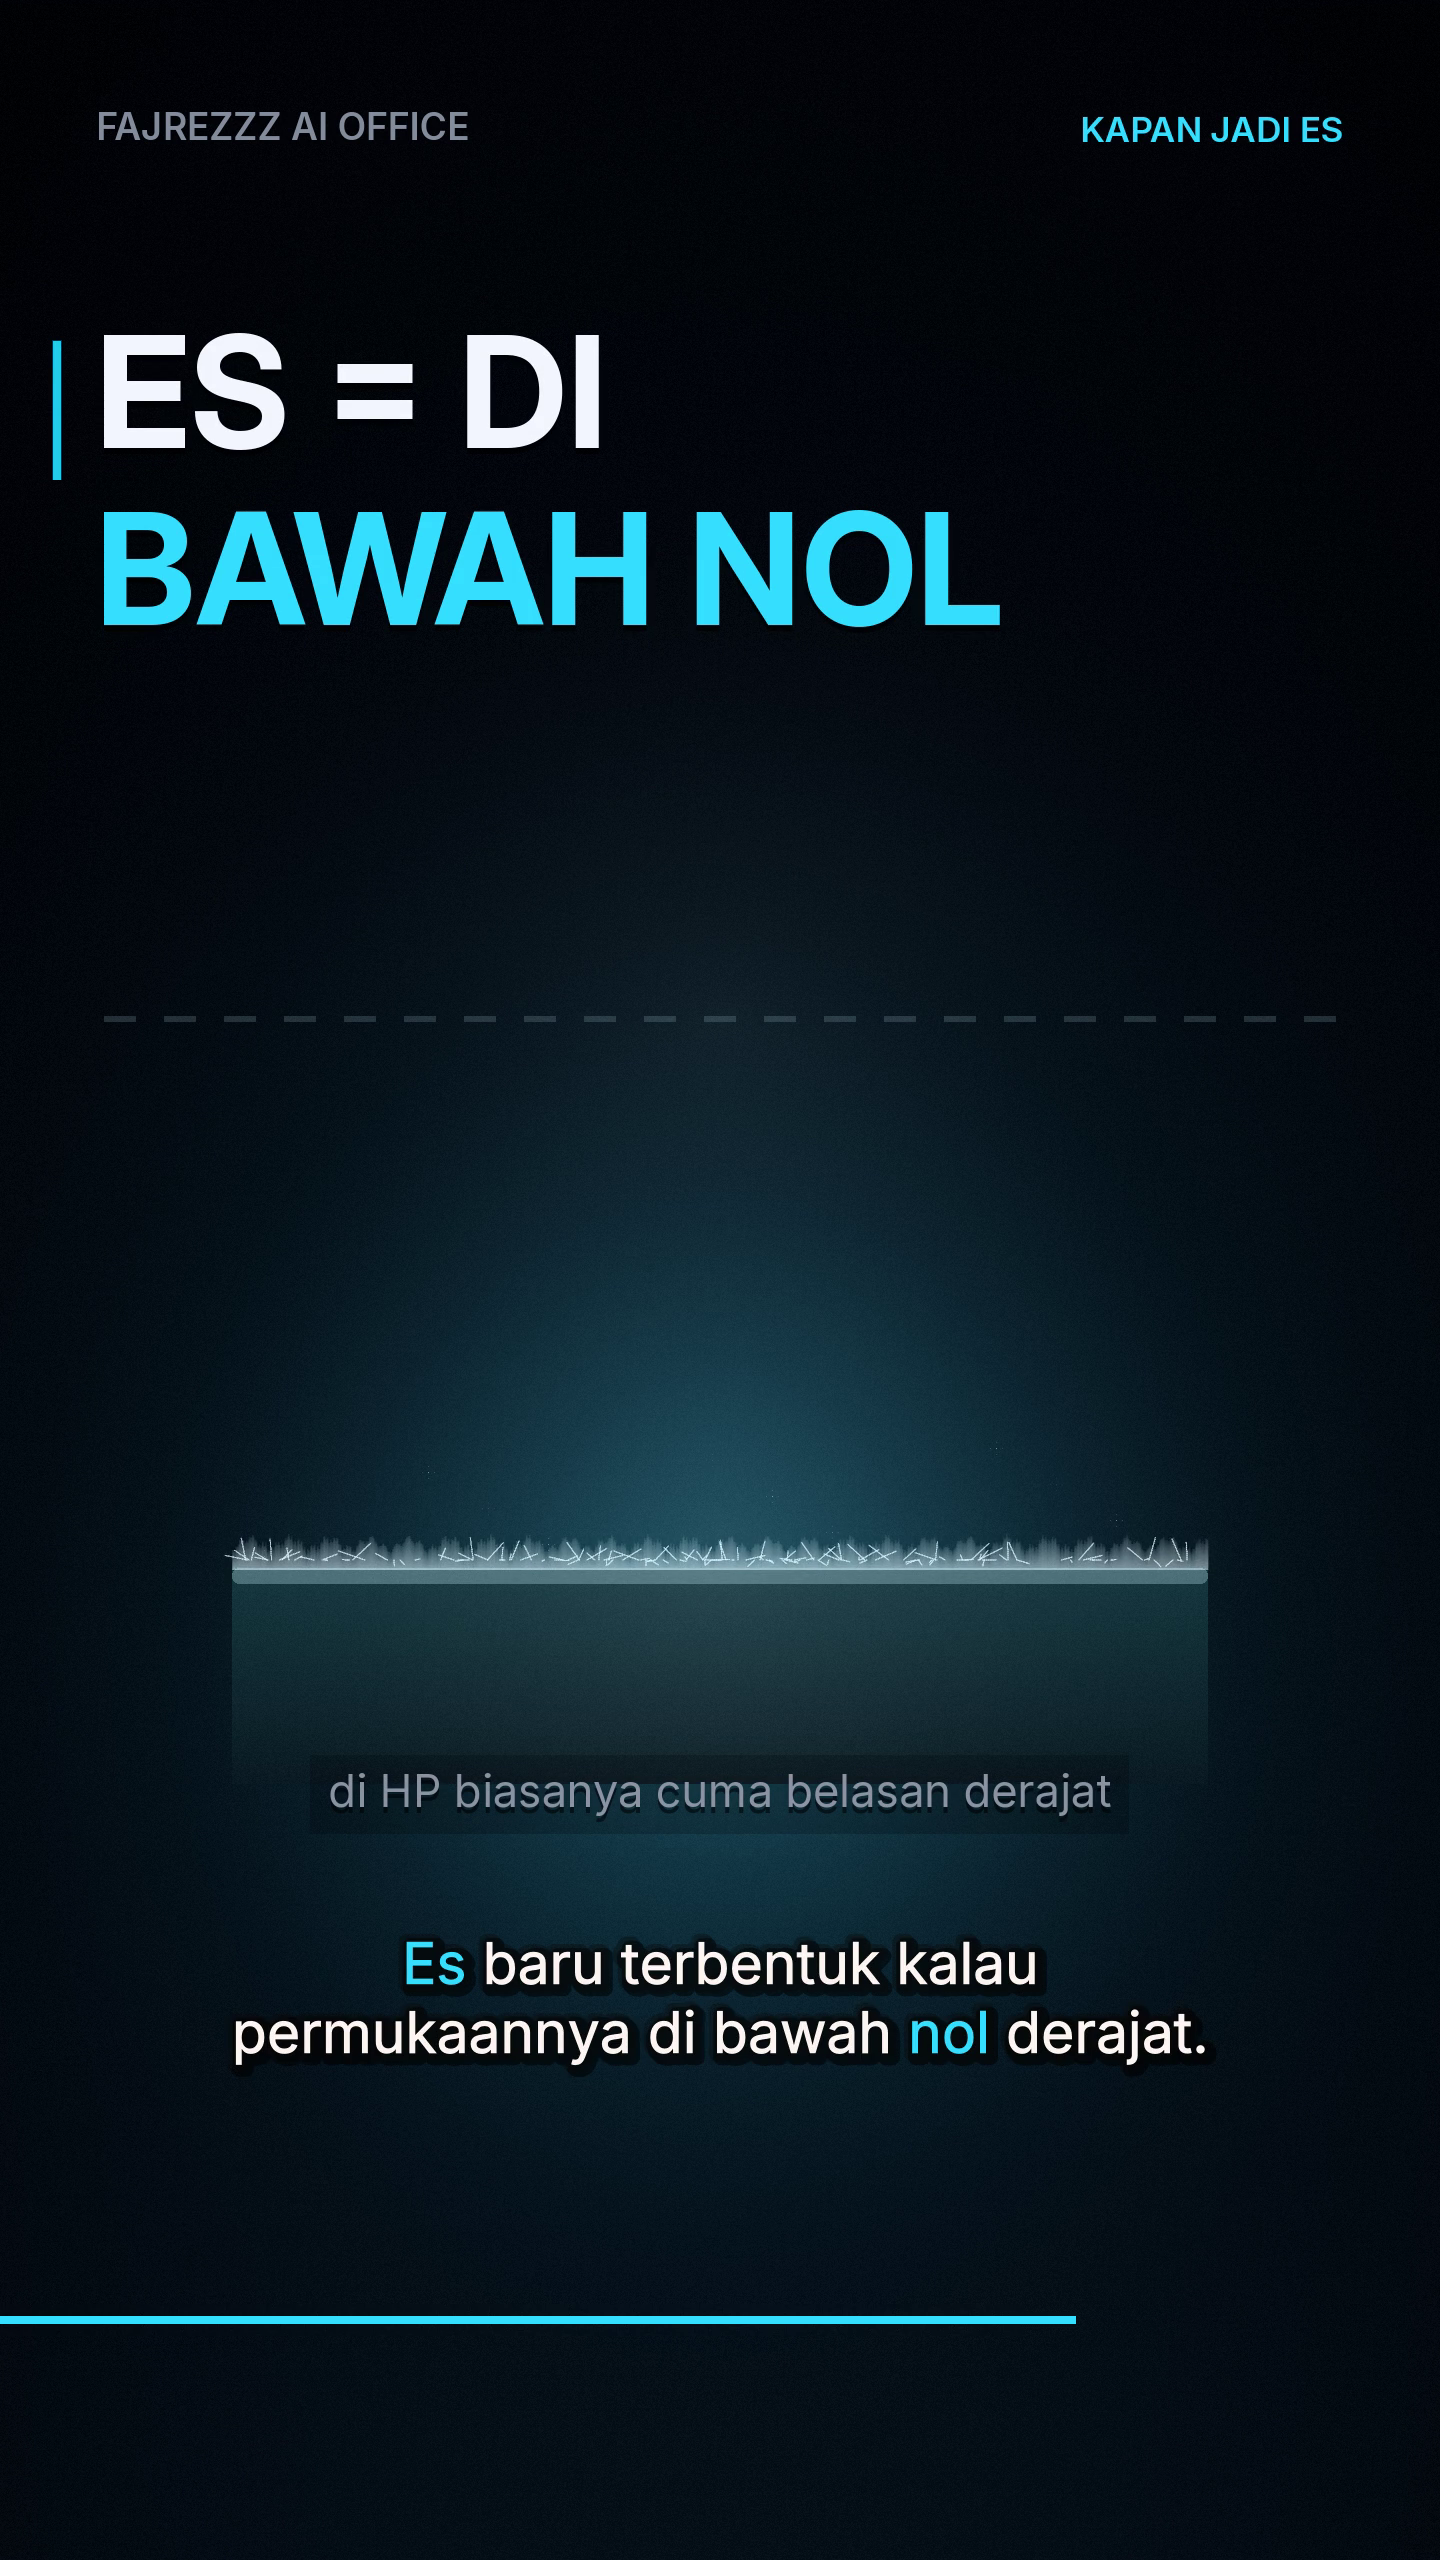 FAJREZZZ AI OFFICE
KAPAN JADI ES
ES = DI
BAWAH NOL
di HP biasanya cuma belasan derajat
Es baru terbentuk kalau
permukaannya di bawah nol derajat.